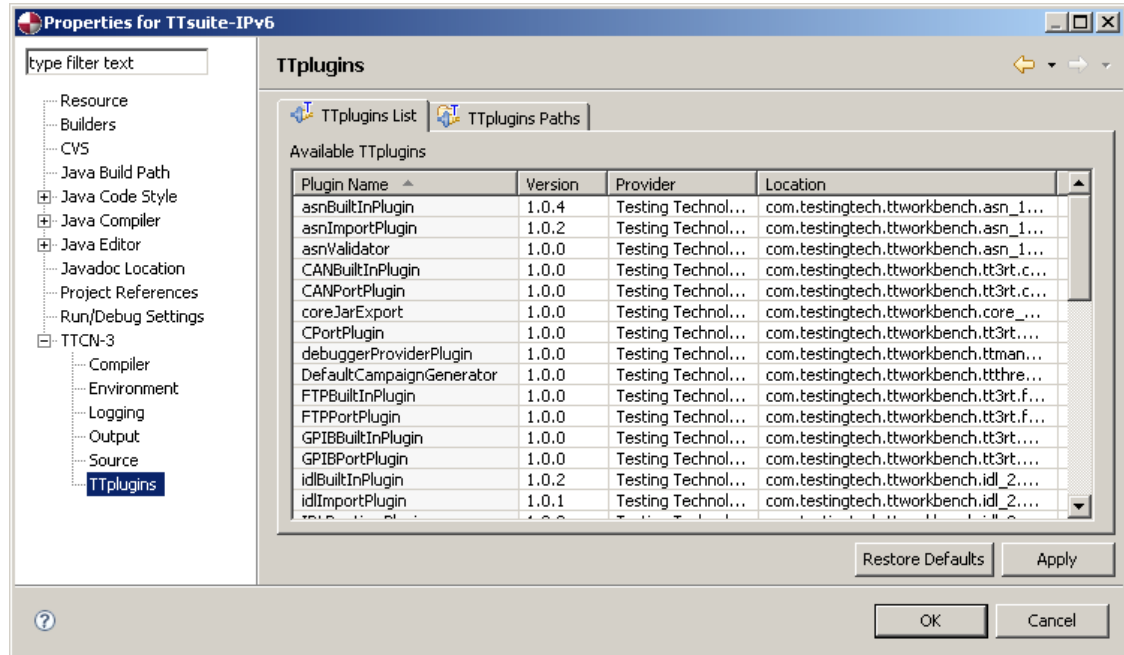 Properties for TTsuite-IPv6
type filter text
Resource
Builders
CVS
Java Build Path
Java Code Style
Java Compiler
Java Editor
Javadoc Location
Project References
Run/Debug Settings
TTCN-3
Compiler
Environment
Logging
Output
Source
TTplugins
TTplugins
TTplugins List TTplugins Paths
Available TTplugins
Plugin Name Version Provider Location
asnBuiltInPlugin 1.0.4 Testing Technol... com.testingtech.ttworkbench.asn_1...
asnImportPlugin 1.0.2 Testing Technol... com.testingtech.ttworkbench.asn_1...
asnValidator 1.0.0 Testing Technol... com.testingtech.ttworkbench.asn_1...
CANBuiltInPlugin 1.0.0 Testing Technol... com.testingtech.ttworkbench.tt3rt.c...
CANPortPlugin 1.0.0 Testing Technol... com.testingtech.ttworkbench.tt3rt.c...
coreJarExport 1.0.0 Testing Technol... com.testingtech.ttworkbench.core_...
CPortPlugin 1.0.0 Testing Technol... com.testingtech.ttworkbench.tt3rt....
debuggerProviderPlugin 1.0.0 Testing Technol... com.testingtech.ttworkbench.ttman...
DefaultCampaignGenerator 1.0.0 Testing Technol... com.testingtech.ttworkbench.ttthre...
FTPBuiltInPlugin 1.0.0 Testing Technol... com.testingtech.ttworkbench.tt3rt.f...
FTPPortPlugin 1.0.0 Testing Technol... com.testingtech.ttworkbench.tt3rt.f...
GPIBBuiltInPlugin 1.0.0 Testing Technol... com.testingtech.ttworkbench.tt3rt....
GPIBPortPlugin 1.0.0 Testing Technol... com.testingtech.ttworkbench.tt3rt....
idlBuiltInPlugin 1.0.2 Testing Technol... com.testingtech.ttworkbench.idl_2....
idlImportPlugin 1.0.1 Testing Technol... com.testingtech.ttworkbench.idl_2....
Restore Defaults Apply
OK Cancel